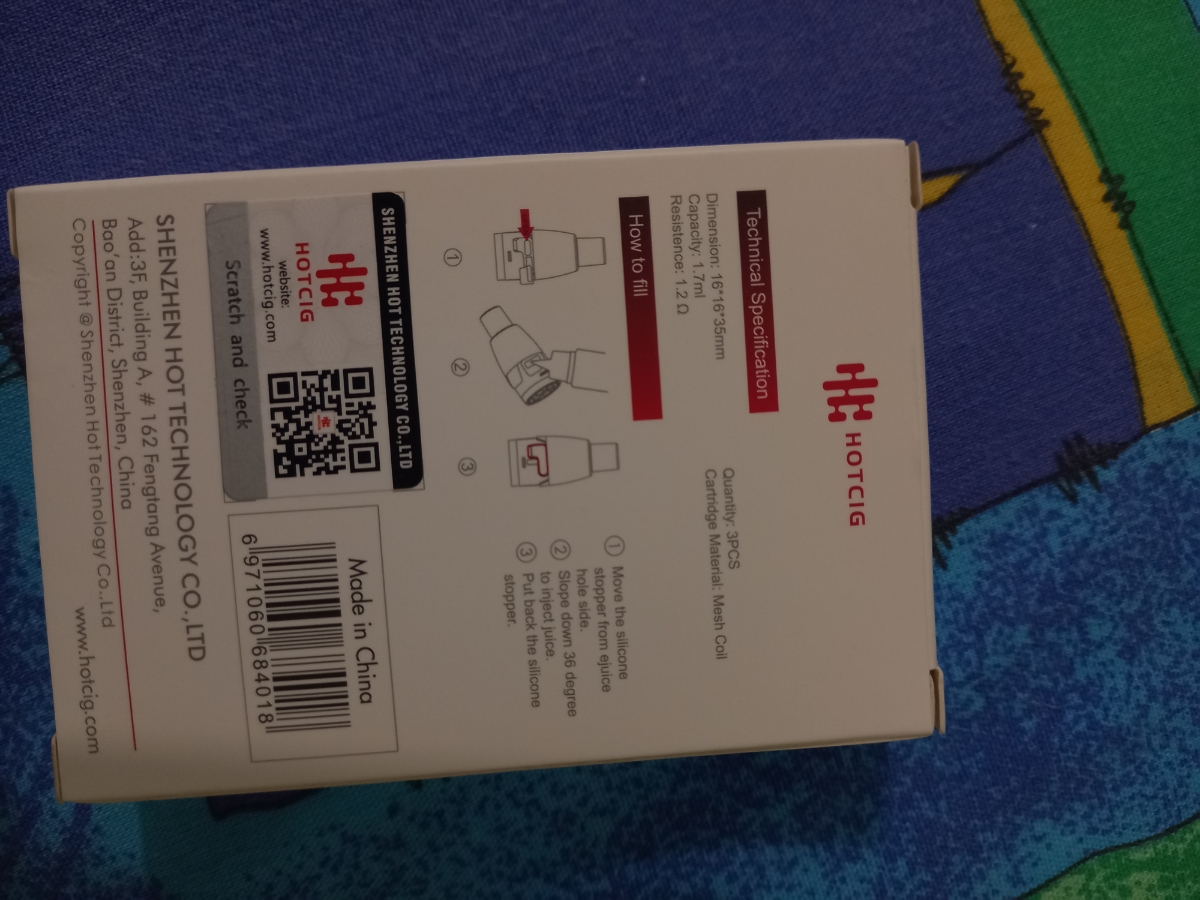 HOTCIG
Technical Specification
Dimension: 16*16*35mm
Capacity: 1.7ml
Resistence: 1.2 Ω
Quantity: 3PCS
Cartridge Material: Mesh Coil
How to fill
①
②
③
① Move the silicone
stopper from ejuice
hole side.
② Slope down 36 degree
to inject juice.
③ Put back the silicone
stopper.
SHENZHEN HOT TECHNOLOGY CO.,LTD
HOTCIG
website:
www.hotcig.com
Scratch and check
Made in China
6 971060 684018
SHENZHEN HOT TECHNOLOGY CO.,LTD
Add:3F, Building A, # 162 Fengtang Avenue,
Bao'an District, Shenzhen, China
Copyright @ Shenzhen Hot Technology Co.,Ltd
www.hotcig.com